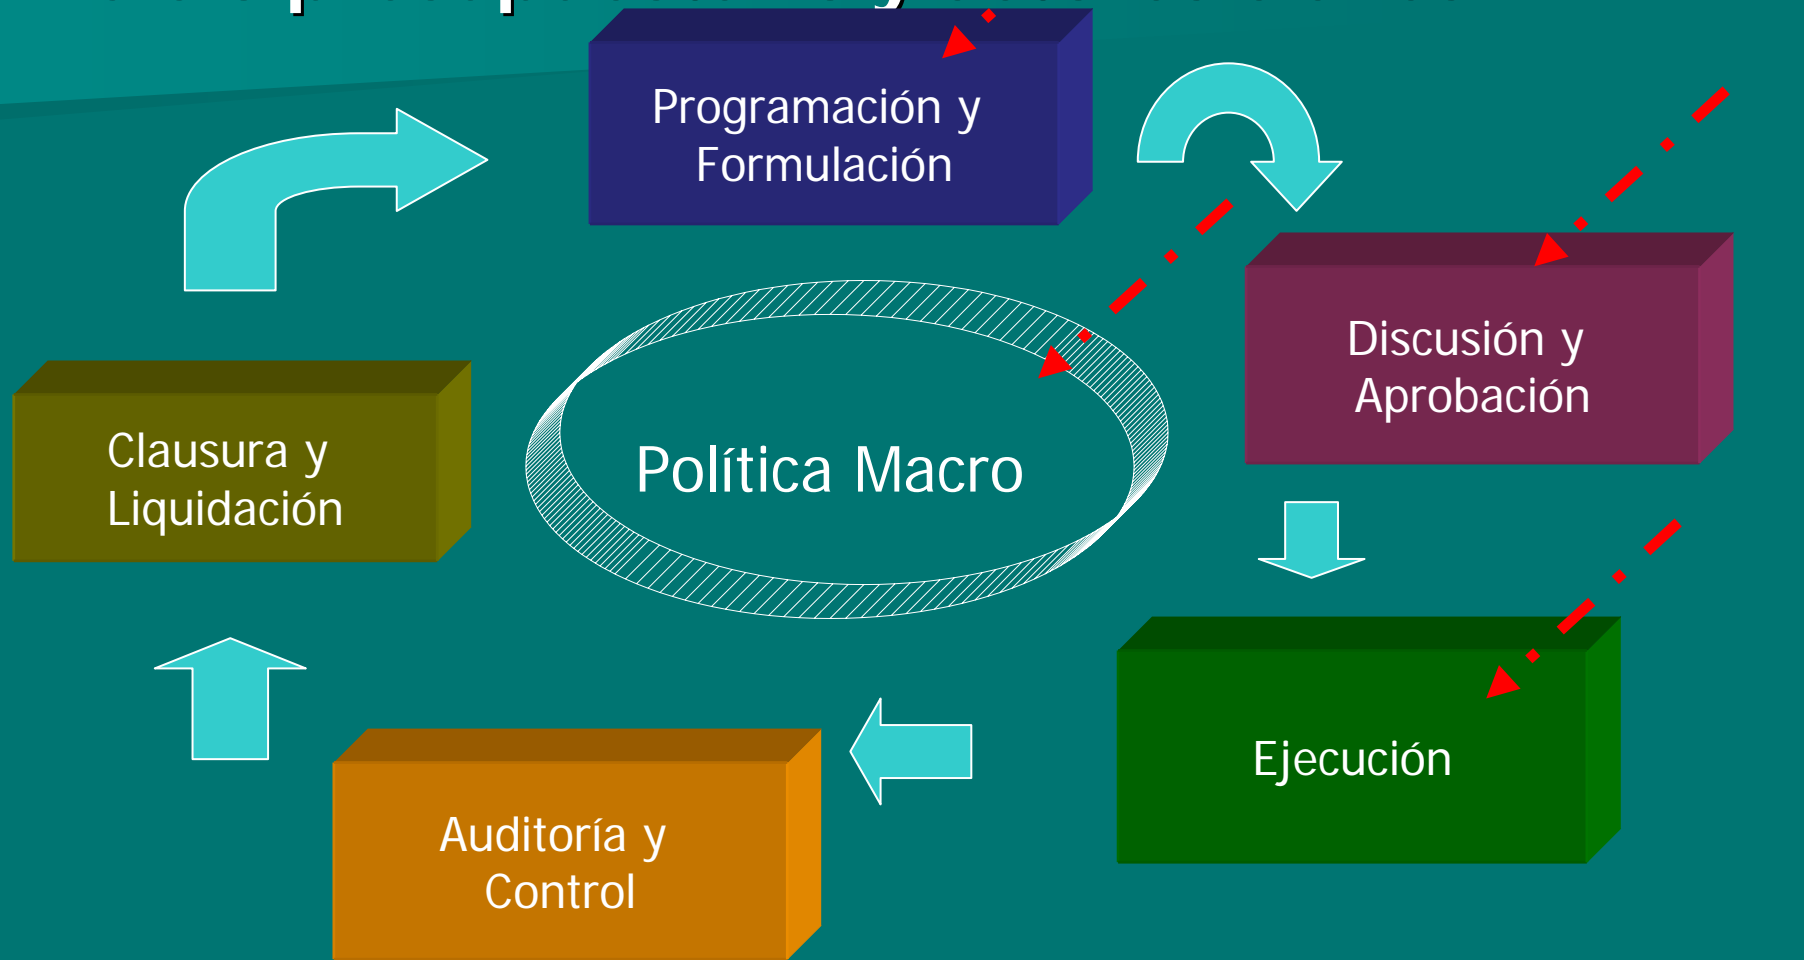 Programación y
Formulación
Discusión y
Aprobación
Política Macro
Clausura y
Liquidación
Ejecución
Auditoría y
Control